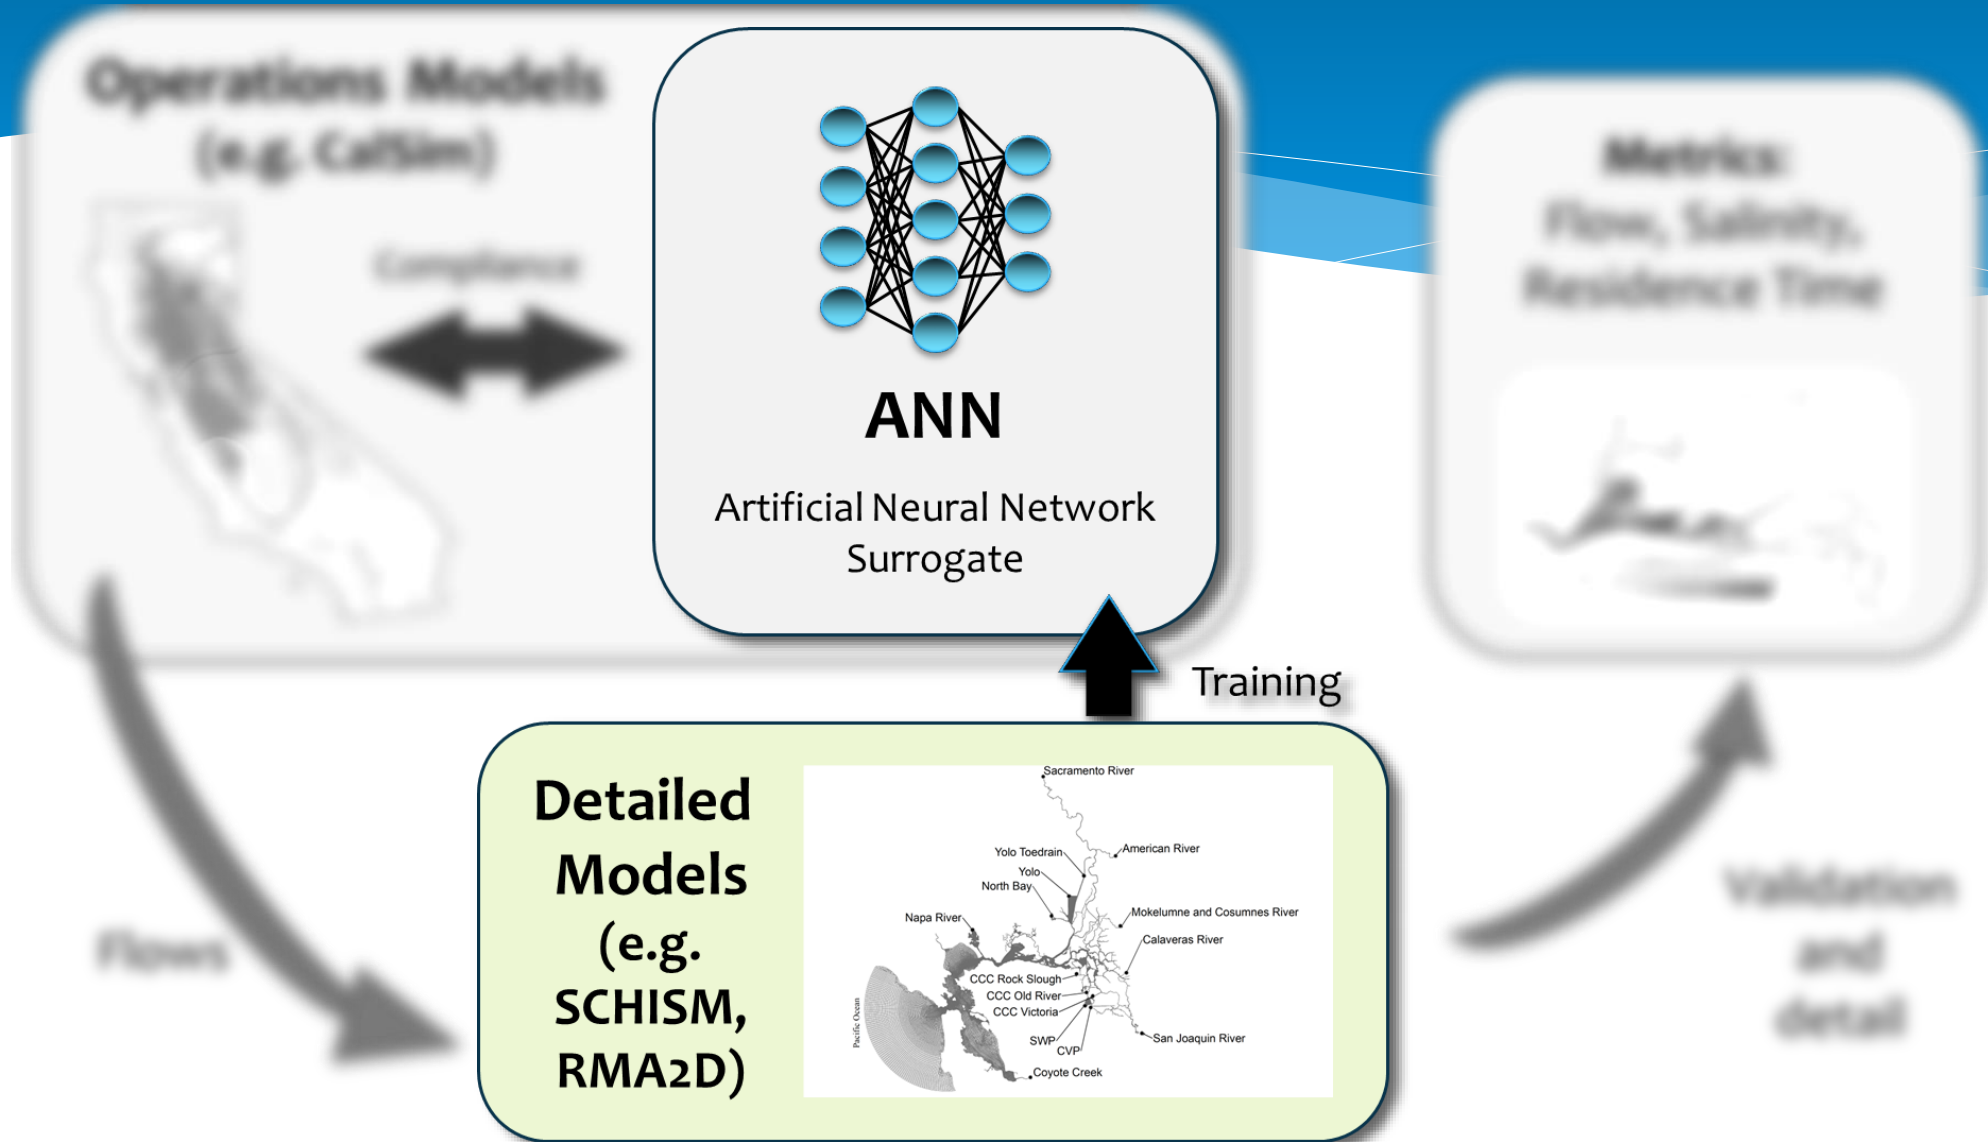 Operations Models
(e.g. CalSim)
Compliance
ANN
Artificial Neural Network
Surrogate
Metrics:
Flow, Salinity,
Residence Time
Training
Flows
Detailed
Models
(e.g.
SCHISM,
RMA2D)
Sacramento River
American River
Yolo Toedrain
Yolo
North Bay
Napa River
Mokelumne and Cosumnes River
Calaveras River
CCC Rock Slough
CCC Old River
CCC Victoria
SWP
CVP
San Joaquin River
Coyote Creek
Pacific Ocean
Validation
and
detail